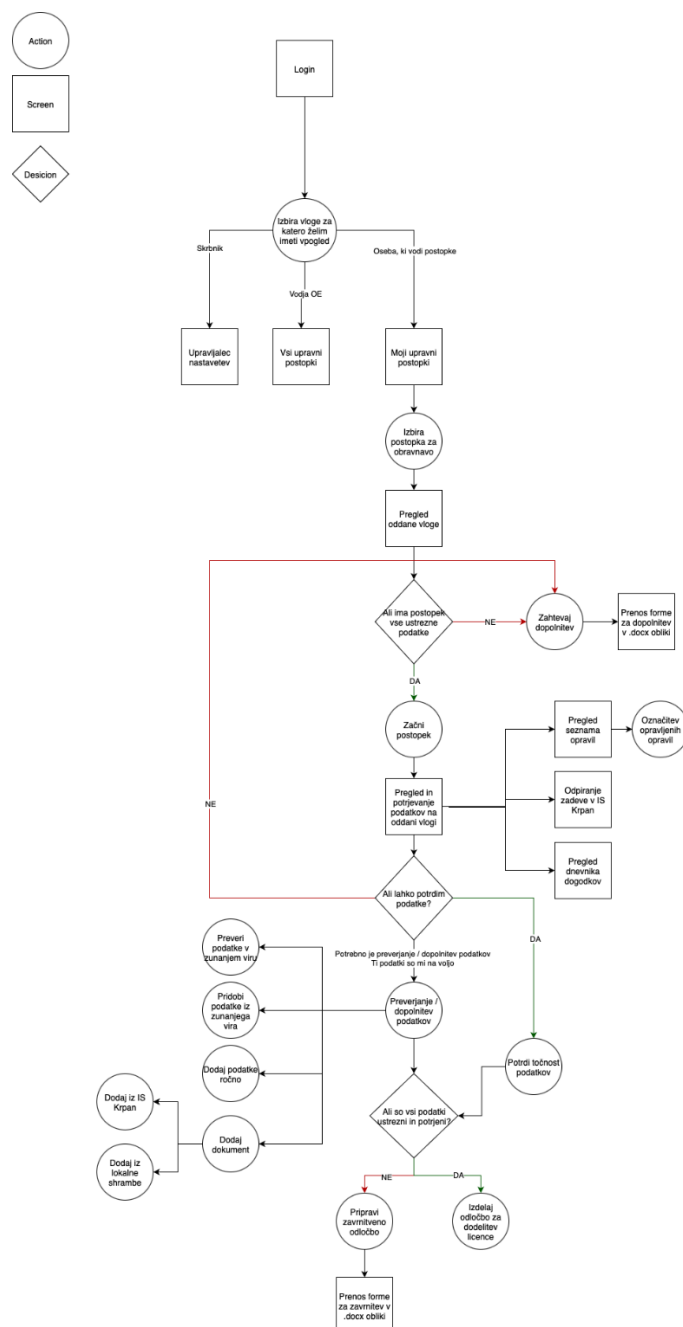 Action
Login
Screen
Desicion
Izbira vloge za
katero želim
imeti vpogled
Skrbnik
Oseba, ki vodi postopke
Vodja OE
Upravljalec
nastavetev
Vsi upravni
postopki
Moji upravni
postopki
Izbira
postopka za
obravnavo
Pregled
oddane vloge
Ali ima postopek
vse ustrezne
podatke
NE
Zahtevaj
dopolnitev
Prenos forme
za dopolnitev
v .docx obliki
DA
Začni
postopek
Pregled
seznama
opravil
Označitev
opravljenih
opravil
NE
Pregled in
potrjevanje
podatkov na
oddani vlogi
Odpiranje
zadeve v IS
Krpan
Pregled
dnevnika
dogodkov
Ali lahko potrdim
podatke?
DA
Preveri
podatke v
zunanjem viru
Potrebno je preverjanje / dopolnitev podatkov
Ti podatki so mi na voljo
Pridobi
podatke iz
zunanjega
vira
Preverjanje /
dopolnitev
podatkov
Dodaj podatke
ročno
Potrdi točnost
podatkov
Dodaj iz IS
Krpan
Ali so vsi podatki
ustrezni in potrjeni?
Dodaj
dokument
Dodaj iz
lokalne
shrambe
NE
DA
Pripravi
zavrnitveno
odločbo
Izdelaj
odločbo za
dodelitev
licence
Prenos forme
za zavrnitev v
.docx obliki